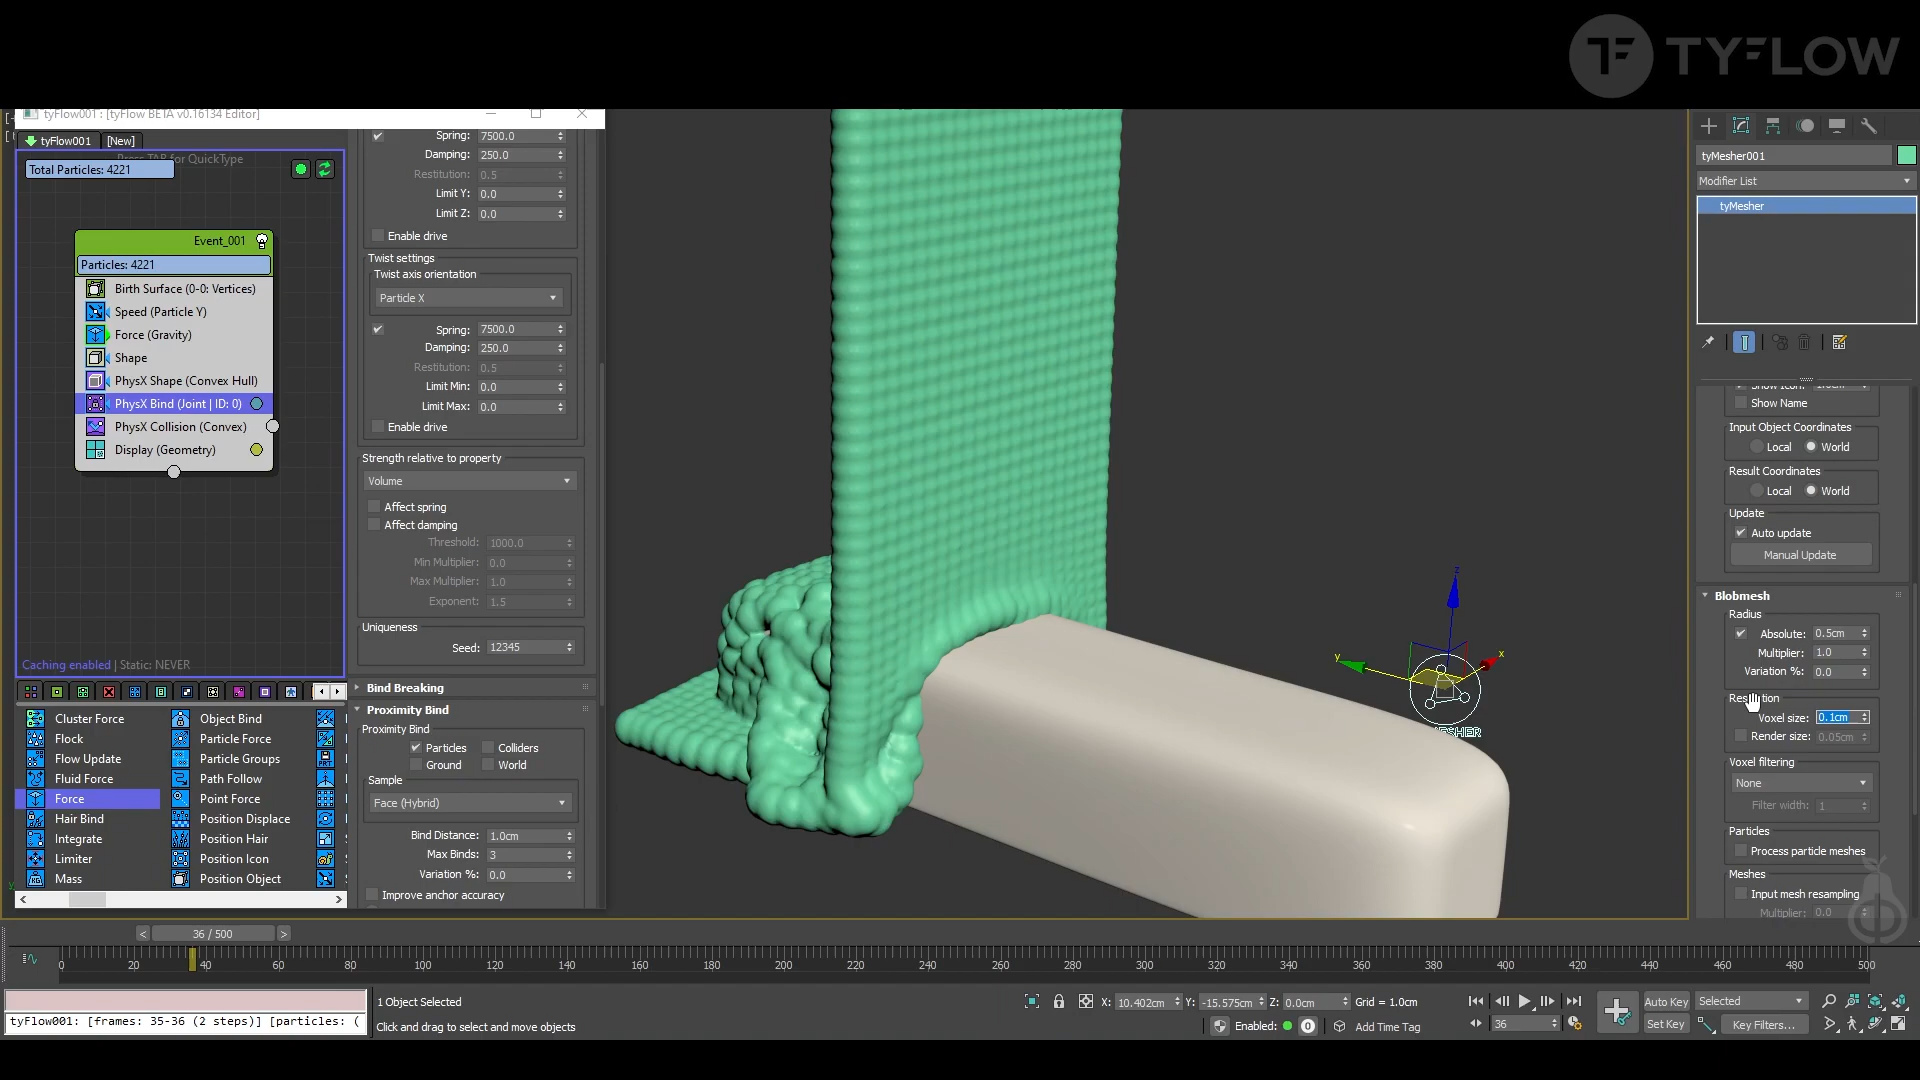 TYFLOW
tyFlow001 : [tyFlow BETA v0.16134 Editor]
tyFlow001
[New]
Press TAB for QuickType
Total Particles: 4221
Event_001
Particles: 4221
Birth Surface (0-0: Vertices)
Speed (Particle Y)
Force (Gravity)
Shape
PhysX Shape (Convex Hull)
PhysX Bind (Joint | ID: 0)
PhysX Collision (Convex)
Display (Geometry)
Caching enabled | Static: NEVER
Cluster Force
Flock
Flow Update
Fluid Force
Force
Hair Bind
Integrate
Limiter
Mass
Object Bind
Particle Force
Particle Groups
Path Follow
Point Force
Position Displace
Position Hair
Position Icon
Position Object
Spring: 7500.0
Damping: 250.0
Restitution: 0.5
Limit Y: 0.0
Limit Z: 0.0
Enable drive
Twist settings
Twist axis orientation
Particle X
Spring: 7500.0
Damping: 250.0
Restitution: 0.5
Limit Min: 0.0
Limit Max: 0.0
Enable drive
Strength relative to property
Volume
Affect spring
Affect damping
Threshold: 1000.0
Min Multiplier: 0.0
Max Multiplier: 1.0
Exponent: 1.5
Uniqueness
Seed: 12345
Bind Breaking
Proximity Bind
Proximity Bind
Particles Colliders
Ground World
Sample
Face (Hybrid)
Bind Distance: 1.0cm
Max Binds: 3
Variation %: 0.0
Improve anchor accuracy
z
y
x
tyMesher001
Modifier List
tyMesher
Show Name
Input Object Coordinates
Local World
Result Coordinates
Local World
Update
Auto update
Manual Update
Blobmesh
Radius
Absolute: 0.5cm
Multiplier: 1.0
Variation %: 0.0
Voxel size: 0.1cm
Render size: 0.05cm
Voxel filtering
None
Filter width: 1
Particles
Process particle meshes
Meshes
Input mesh resampling
Multiplier: 0.0
< 36 / 500 >
0 20 40 60 80 100 120 140 160 180 200 220 240 260 280 300 320 340 360 380 400 420 440 460 480 500
1 Object Selected
X: 10.402cm Y: -15.575cm Z: 0.0cm Grid = 1.0cm
Auto Key Selected
tyFlow001: [frames: 35-36 (2 steps)] [particles: (
Click and drag to select and move objects
Enabled: 0 Add Time Tag
36
Set Key Key Filters...